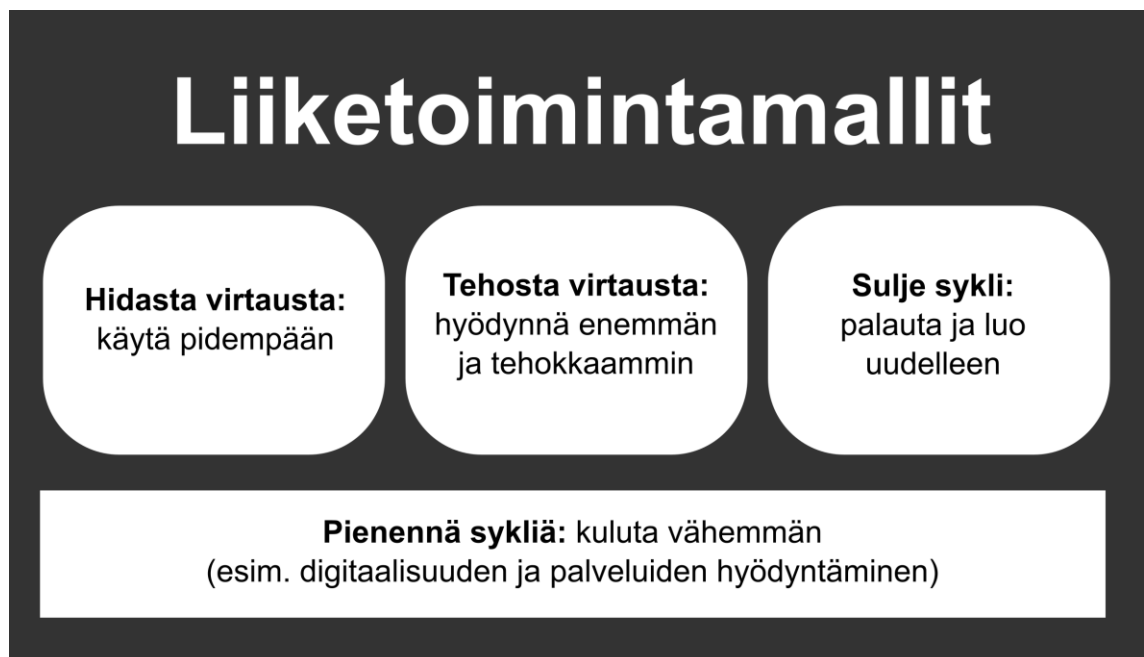 Liiketoimintamallit
Hidasta virtausta:
käytä pidempään
Tehosta virtausta:
hyödynnä enemmän
ja tehokkaammin
Sulje sykli:
palauta ja luo
uudelleen
Pienennä sykliä: kuluta vähemmän
(esim. digitaalisuuden ja palveluiden hyödyntäminen)